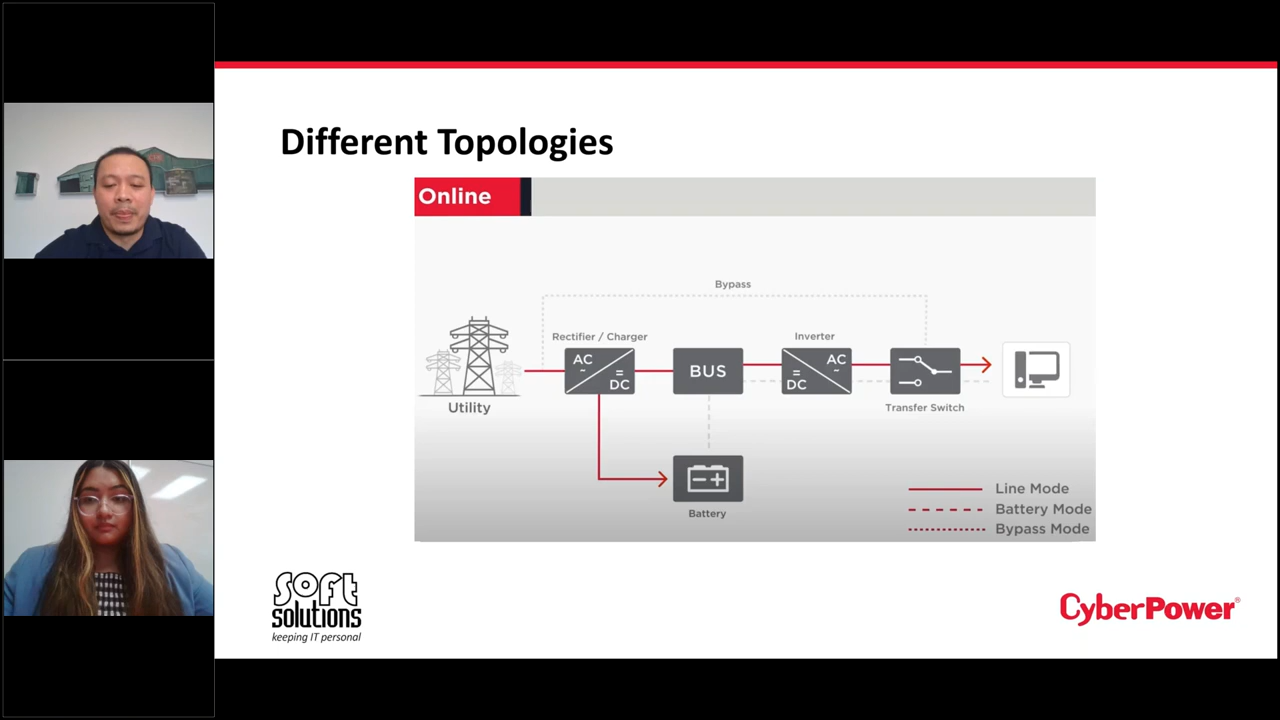 Different Topologies
Online
Bypass
Rectifier / Charger
Inverter
AC
~
=
DC
BUS
AC
~
=
DC
Utility
Transfer Switch
Battery
Line Mode
Battery Mode
Bypass Mode
soft
solutions
keeping IT personal
CyberPower®